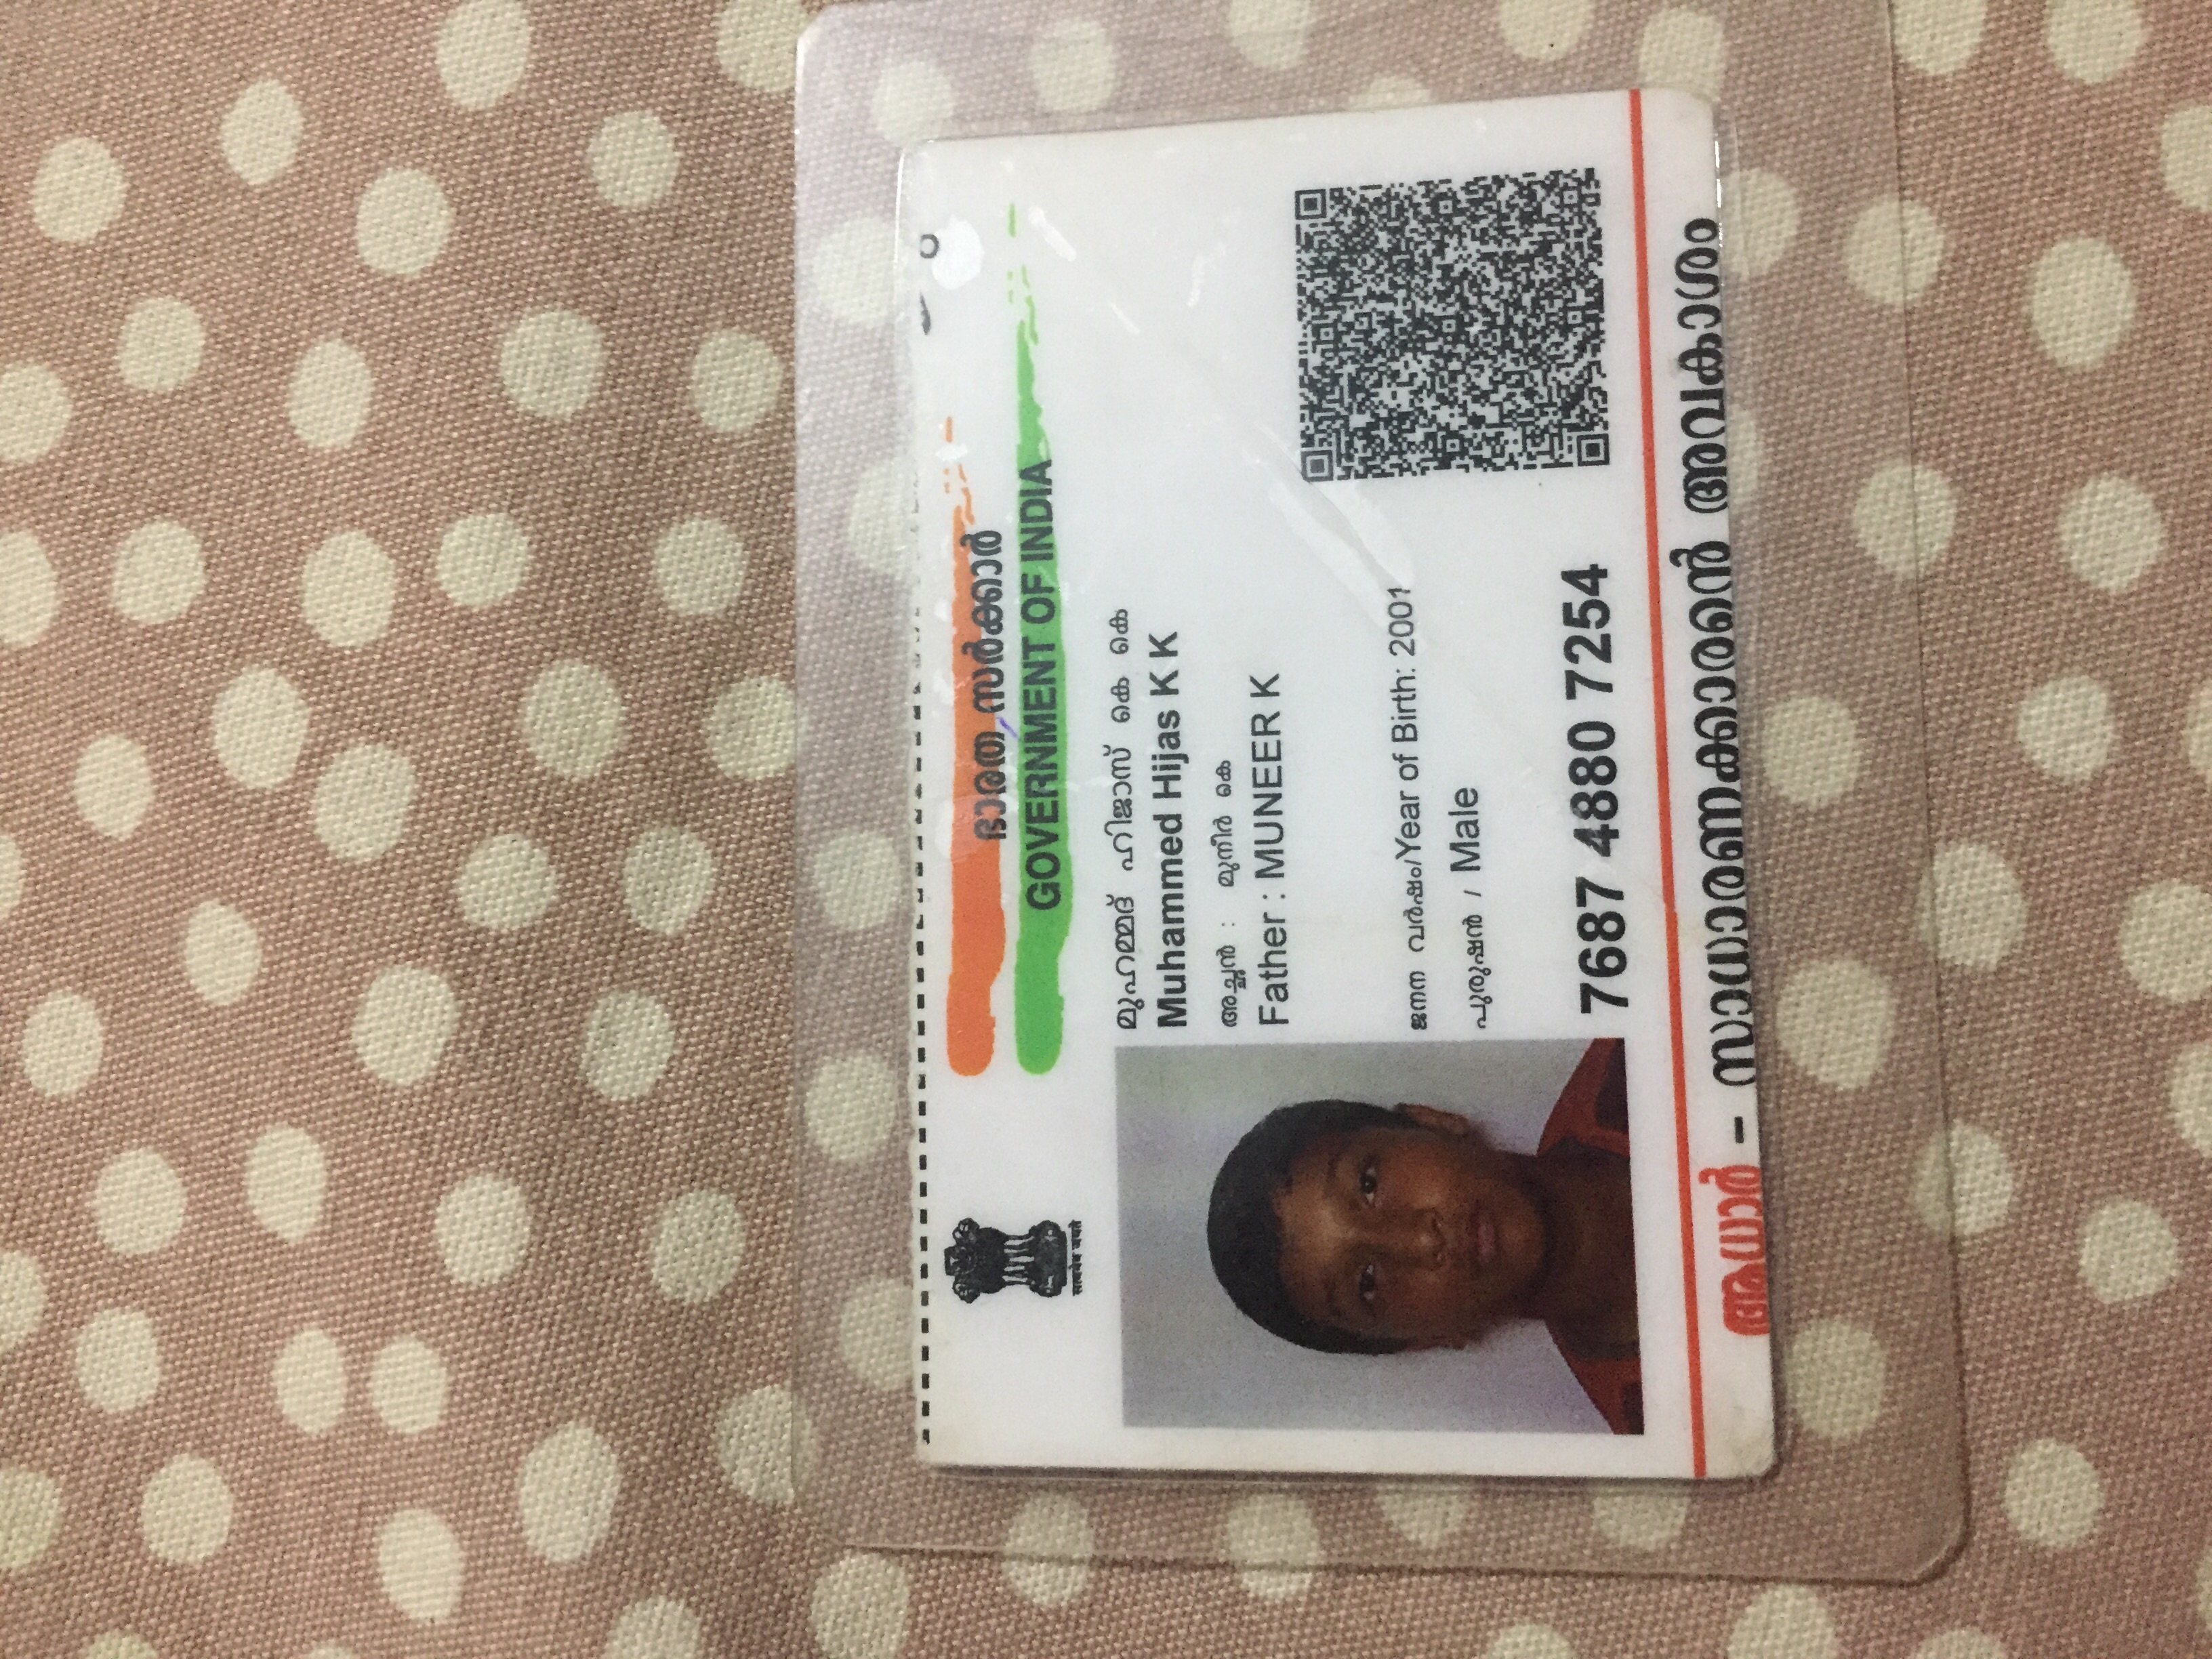 सत्यमेव जयते
ഭാരത സർക്കാർ
GOVERNMENT OF INDIA
മുഹമ്മദ് ഹിജാസ് കെ കെ
Muhammed Hijas K K
അച്ഛൻ : മുനീർ കെ
Father : MUNEER K
ജനന വർഷം/Year of Birth: 2001
പുരുഷൻ / Male
7687 4880 7254
ആധാർ - സാധാരണക്കാരന്റെ അവകാശം